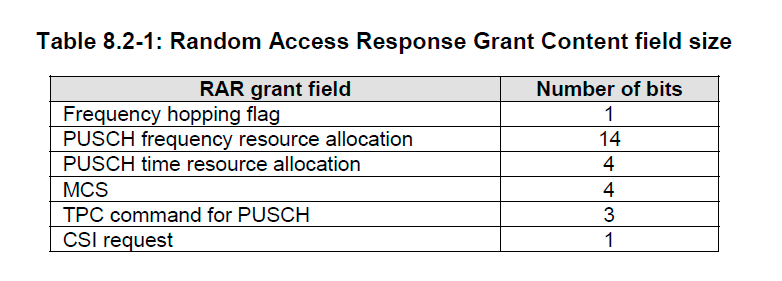 Table 8.2-1: Random Access Response Grant Content field size
RAR grant field Number of bits
Frequency hopping flag 1
PUSCH frequency resource allocation 14
PUSCH time resource allocation 4
MCS 4
TPC command for PUSCH 3
CSI request 1